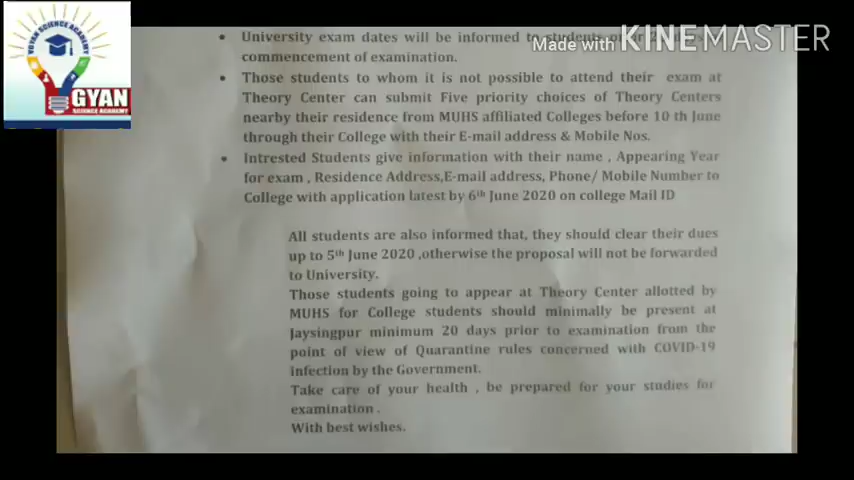 GYAN SCIENCE ACADEMY
GYAN
SCIENCE ACADEMY
Made with KINEMASTER
• University exam dates will be informed to students
commencement of examination.
• Those students to whom it is not possible to attend their exam at
Theory Center can submit Five priority choices of Theory Centers
nearby their residence from MUHS affiliated Colleges before 10 th June
through their College with their E-mail address & Mobile Nos.
• Intrested Students give information with their name , Appearing Year
for exam , Residence Address,E-mail address, Phone/ Mobile Number to
College with application latest by 6th June 2020 on college Mail ID
All students are also informed that, they should clear their dues
up to 5th June 2020 ,otherwise the proposal will not be forwarded
to University.
Those students going to appear at Theory Center allotted by
MUHS for College students should minimally be present at
Jaysingpur minimum 20 days prior to examination from the
point of view of Quarantine rules concerned with COVID-19
infection by the Government.
Take care of your health , be prepared for your studies for
examination .
With best wishes.